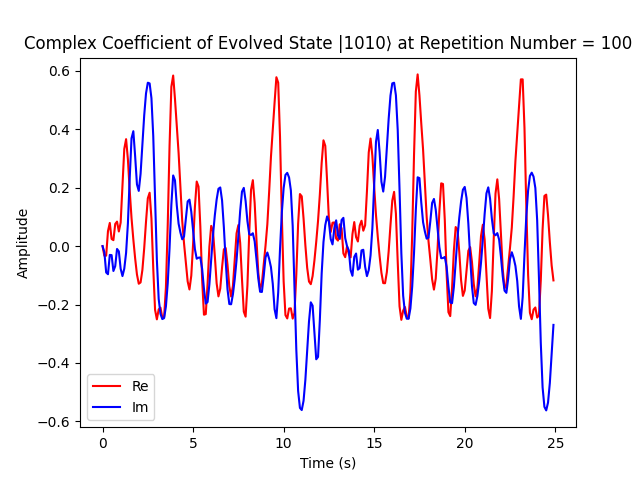 Complex Coefficient of Evolved State |1010⟩ at Repetition Number = 100
0.6
0.4
0.2
0.0
−0.2
−0.4
−0.6
Amplitude
Re
Im
0 5 10 15 20 25
Time (s)